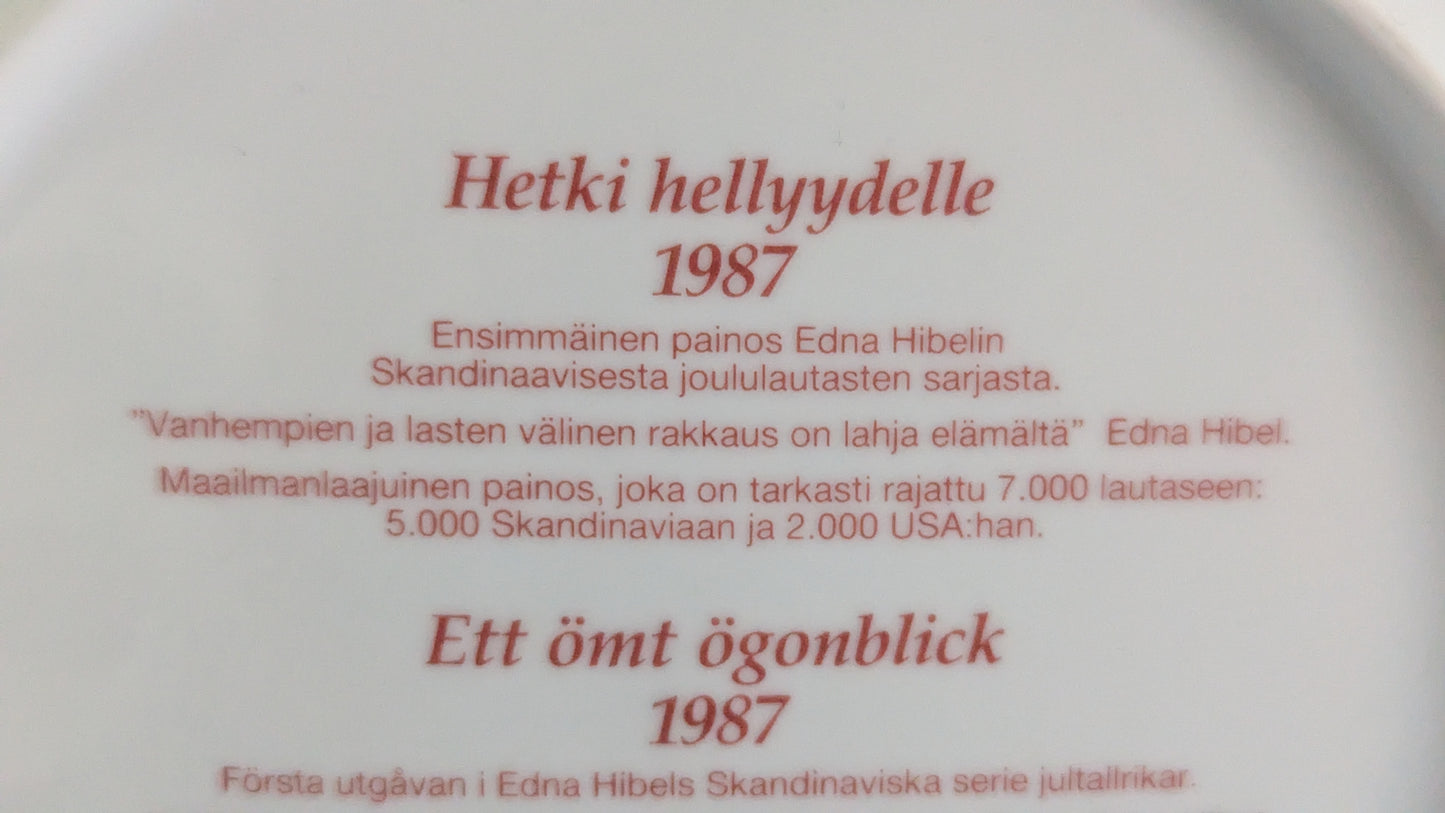 Hetki hellyydelle
1987
Ensimmäinen painos Edna Hibelin
Skandinaavisesta joululautasten sarjasta.
”Vanhempien ja lasten välinen rakkaus on lahja elämältä” Edna Hibel.
Maailmanlaajuinen painos, joka on tarkasti rajattu 7.000 lautaseen:
5.000 Skandinaviaan ja 2.000 USA:han.
Ett ömt ögonblick
1987
Första utgåvan i Edna Hibels Skandinaviska serie jultallrikar.